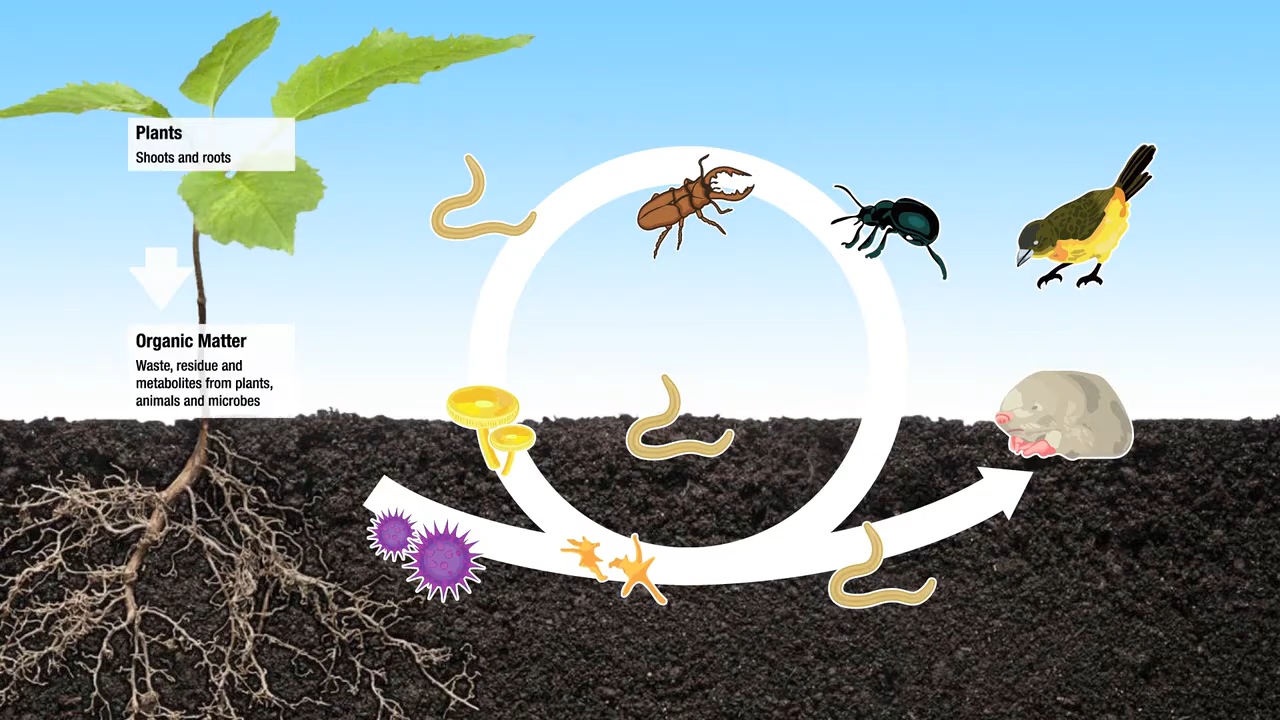 Plants
Shoots and roots
Organic Matter
Waste, residue and
metabolites from plants,
animals and microbes